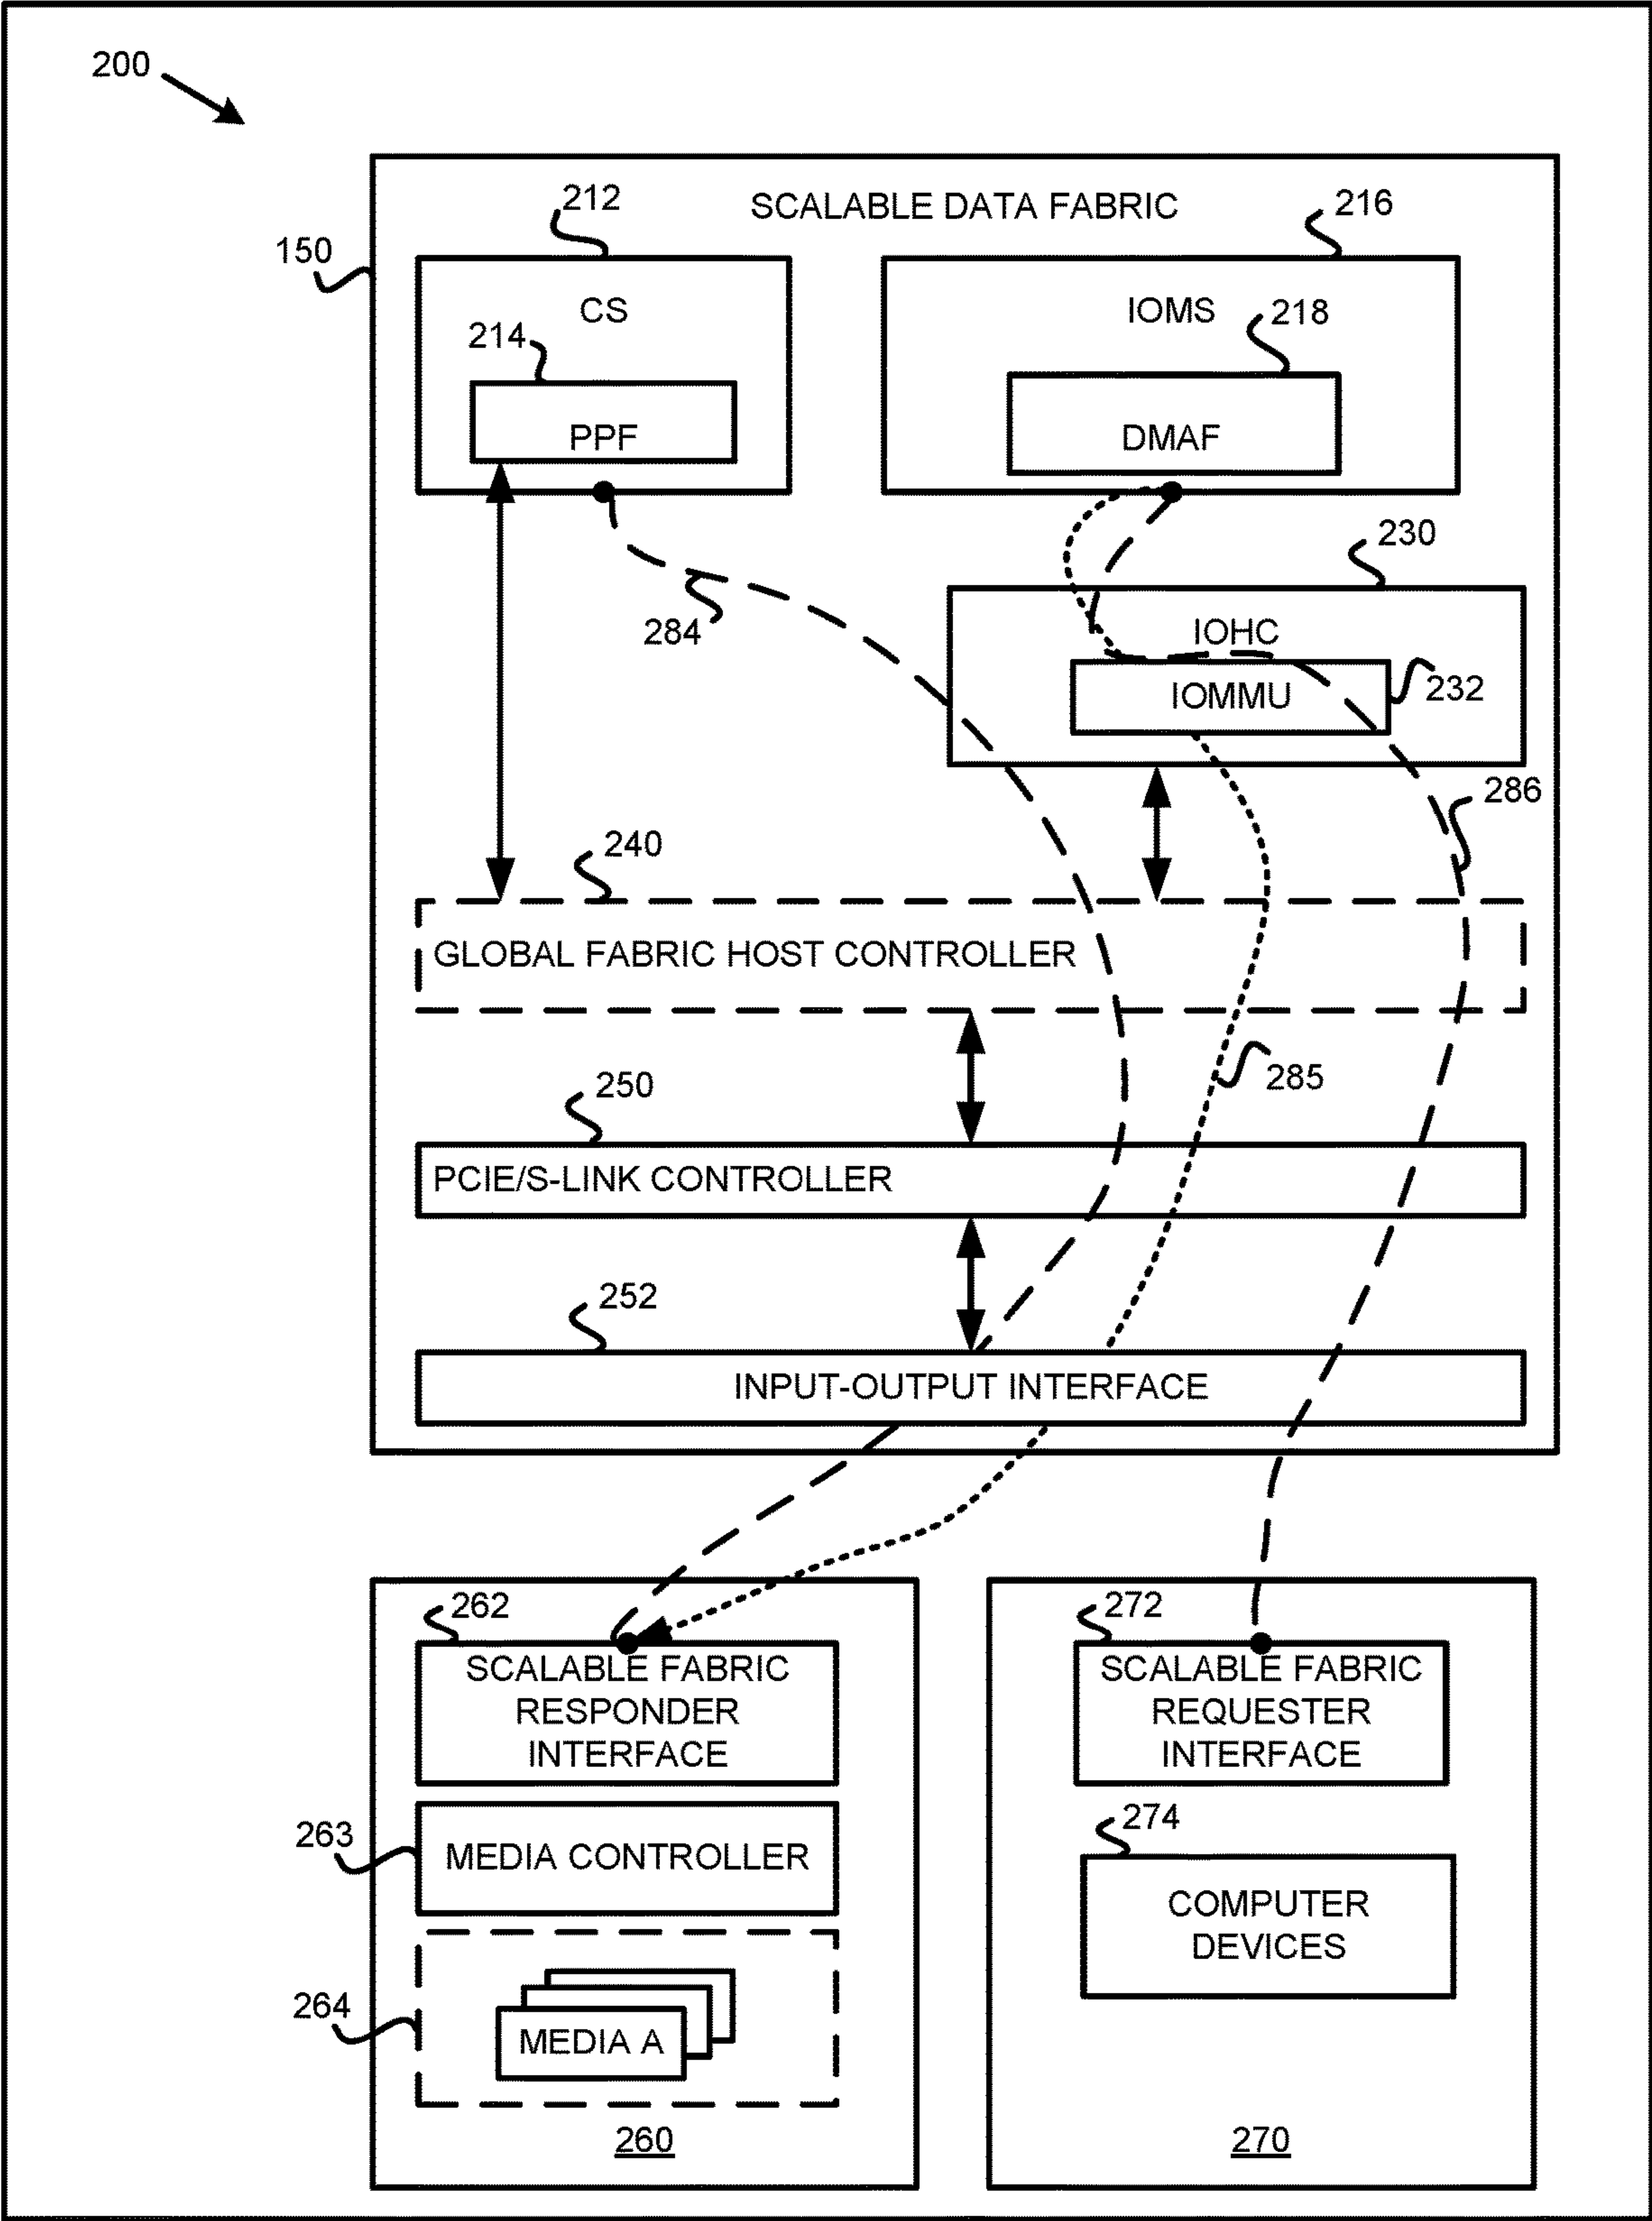 200
212
SCALABLE DATA FABRIC
216
150
CS
IOMS
214
218
PPF
DMAF
230
284
IOHC
IOMMU
232
286
240
GLOBAL FABRIC HOST CONTROLLER
285
250
PCIE/S-LINK CONTROLLER
252
INPUT-OUTPUT INTERFACE
262
SCALABLE FABRIC
RESPONDER
INTERFACE
263
MEDIA CONTROLLER
264
MEDIA A
260
272
SCALABLE FABRIC
REQUESTER
INTERFACE
274
COMPUTER
DEVICES
270